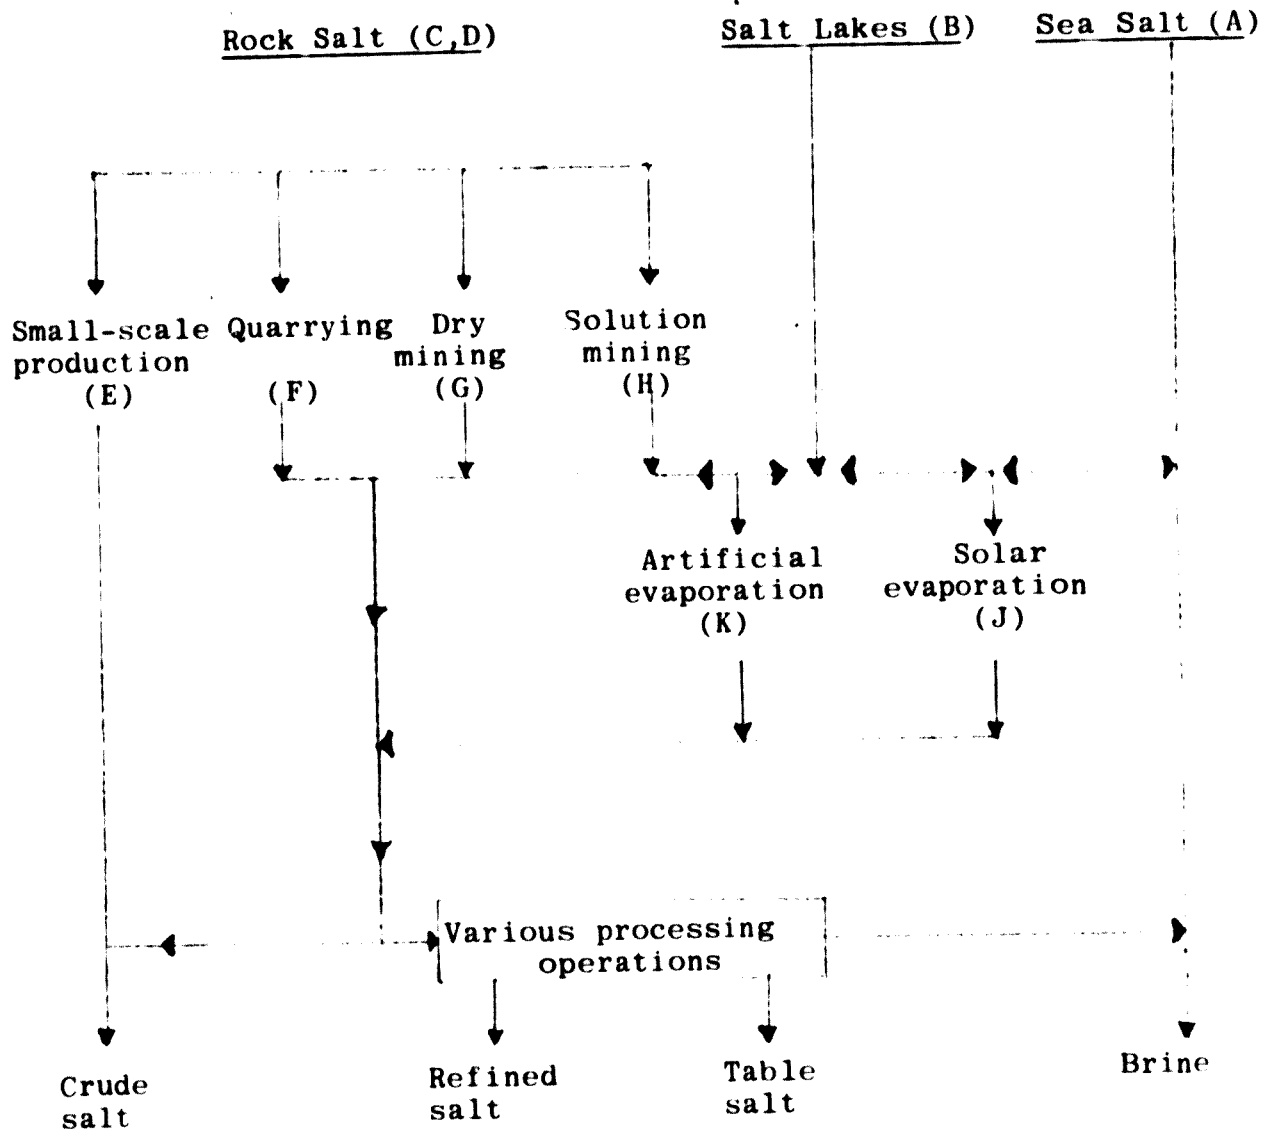 Rock Salt (C,D)
Salt Lakes (B)
Sea Salt (A)
Small-scale
production
(E)
Quarrying
(F)
Dry
mining
(G)
Solution
mining
(H)
Artificial
evaporation
(K)
Solar
evaporation
(J)
Various processing
operations
Crude
salt
Refined
salt
Table
salt
Brine